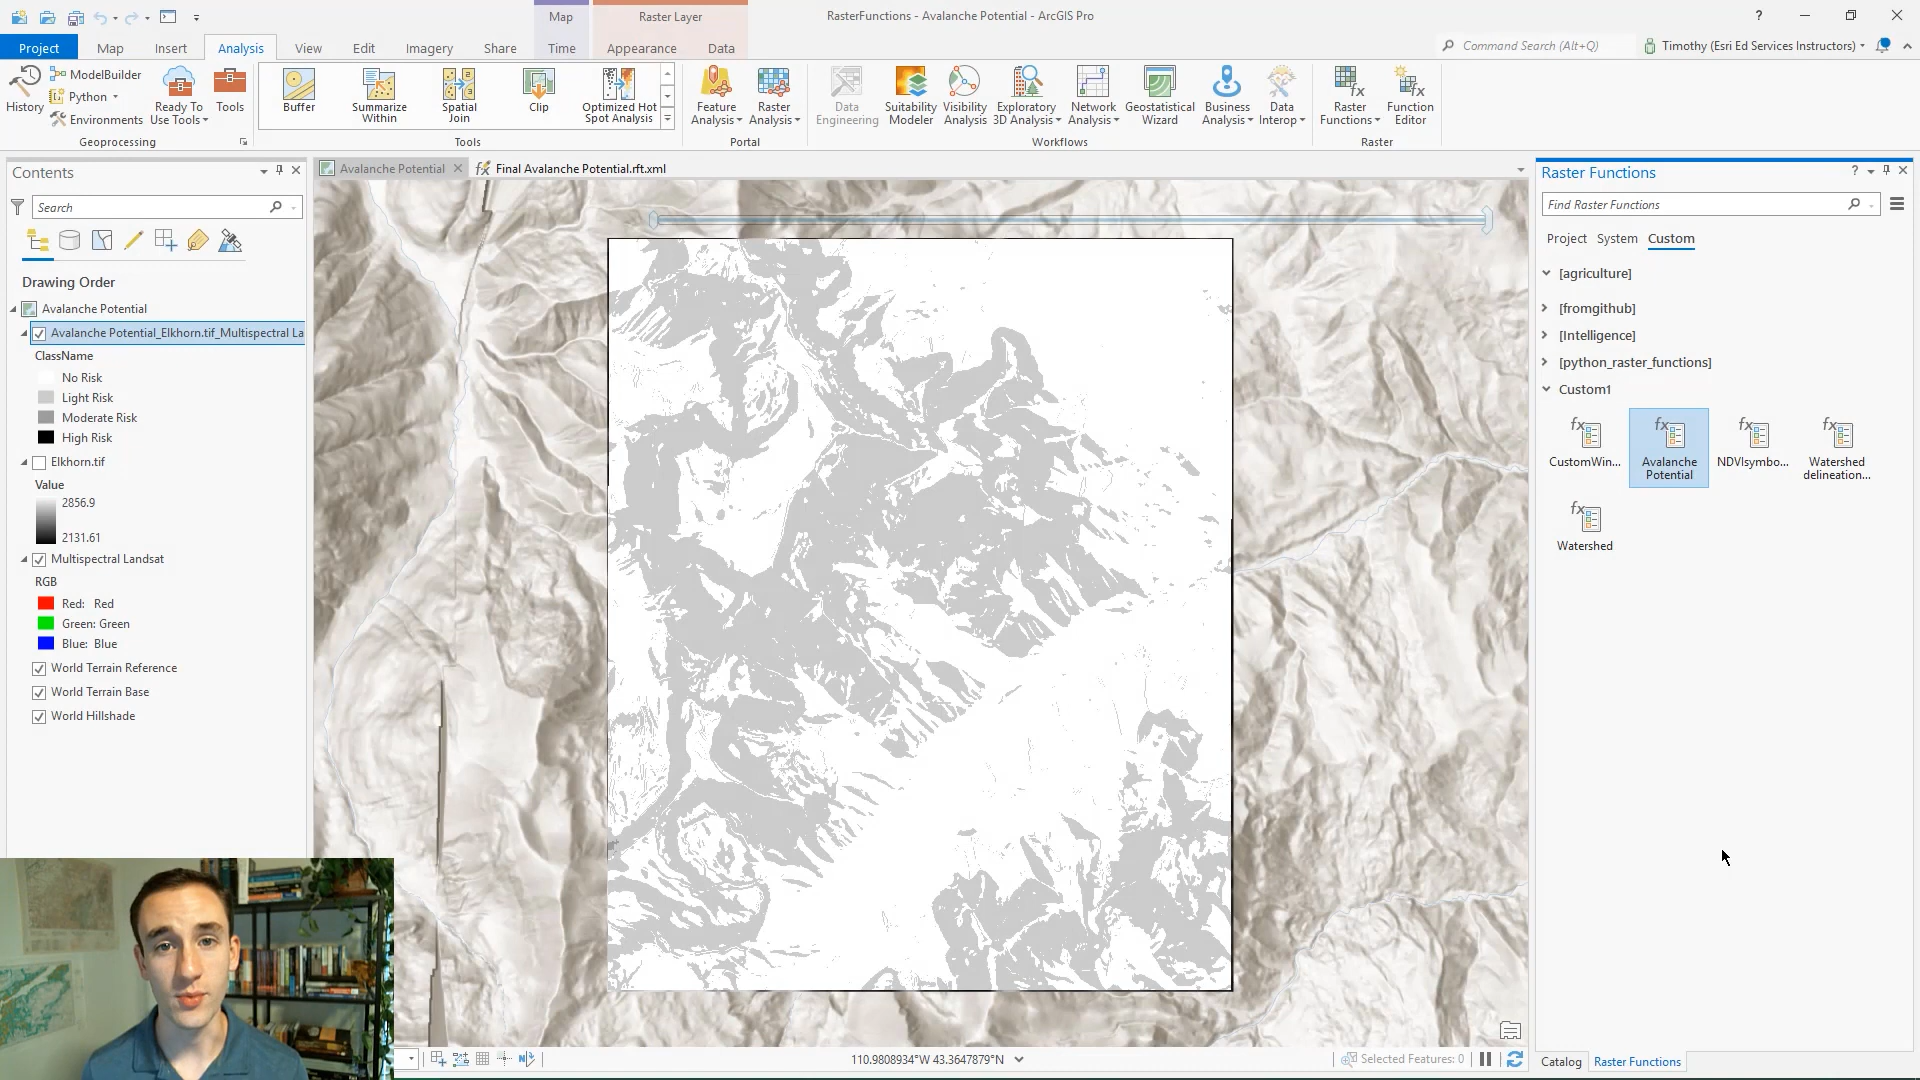 Map
Raster Layer
RasterFunctions - Avalanche Potential - ArcGIS Pro
?
Project
Map
Insert
Analysis
View
Edit
Imagery
Share
Time
Appearance
Data
Command Search (Alt+Q)
Timothy (Esri Ed Services Instructors)
History
ModelBuilder
Python
Environments
Ready To
Use Tools
Tools
Buffer
Summarize
Within
Spatial
Join
Clip
Optimized Hot
Spot Analysis
Feature
Analysis
Raster
Analysis
Data
Engineering
Suitability
Modeler
Visibility
Analysis
Exploratory
3D Analysis
Network
Analysis
Geostatistical
Wizard
Business
Analysis
Data
Interop
Raster
Functions
Function
Editor
Geoprocessing
Tools
Portal
Workflows
Raster
Contents
Search
Drawing Order
Avalanche Potential
Avalanche Potential_Elkhorn.tif_Multispectral La
ClassName
No Risk
Light Risk
Moderate Risk
High Risk
Elkhorn.tif
Value
2856.9
2131.61
Multispectral Landsat
RGB
Red: Red
Green: Green
Blue: Blue
World Terrain Reference
World Terrain Base
World Hillshade
Avalanche Potential
Final Avalanche Potential.rft.xml
110.9808934°W 43.3647879°N
Selected Features: 0
Raster Functions
?
Find Raster Functions
Project
System
Custom
[agriculture]
[fromgithub]
[Intelligence]
[python_raster_functions]
Custom1
CustomWin...
Avalanche
Potential
NDVIsymbo...
Watershed
delineation...
Watershed
Catalog
Raster Functions